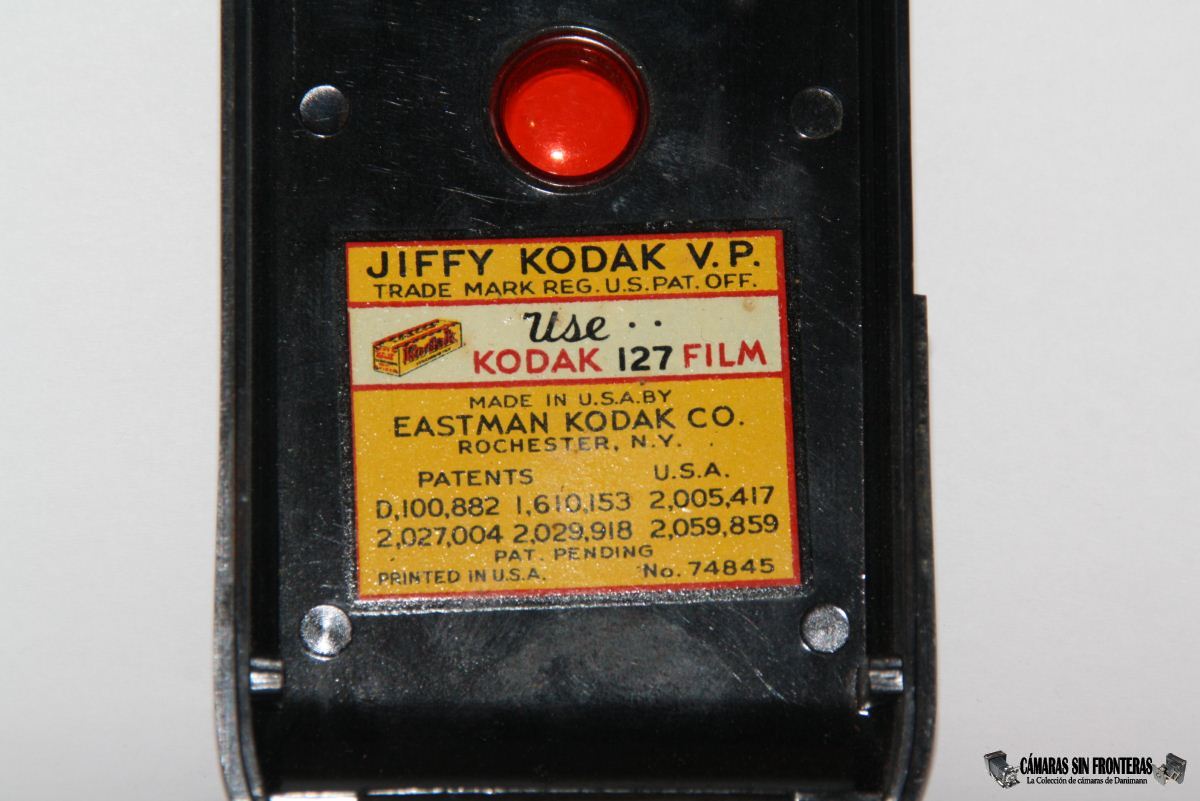 JIFFY KODAK V.P.
TRADE MARK REG. U.S. PAT. OFF.
Use ..
Kodak
KODAK 127 FILM
MADE IN U.S.A. BY
EASTMAN KODAK CO.
ROCHESTER, N.Y.
PATENTS U.S.A.
D,100,882 1,610,153 2,005,417
2,027,004 2,029,918 2,059,859
PAT. PENDING
PRINTED IN U.S.A. No. 74845
CÁMARAS SIN FRONTERAS
La Colección de cámaras de Danimann